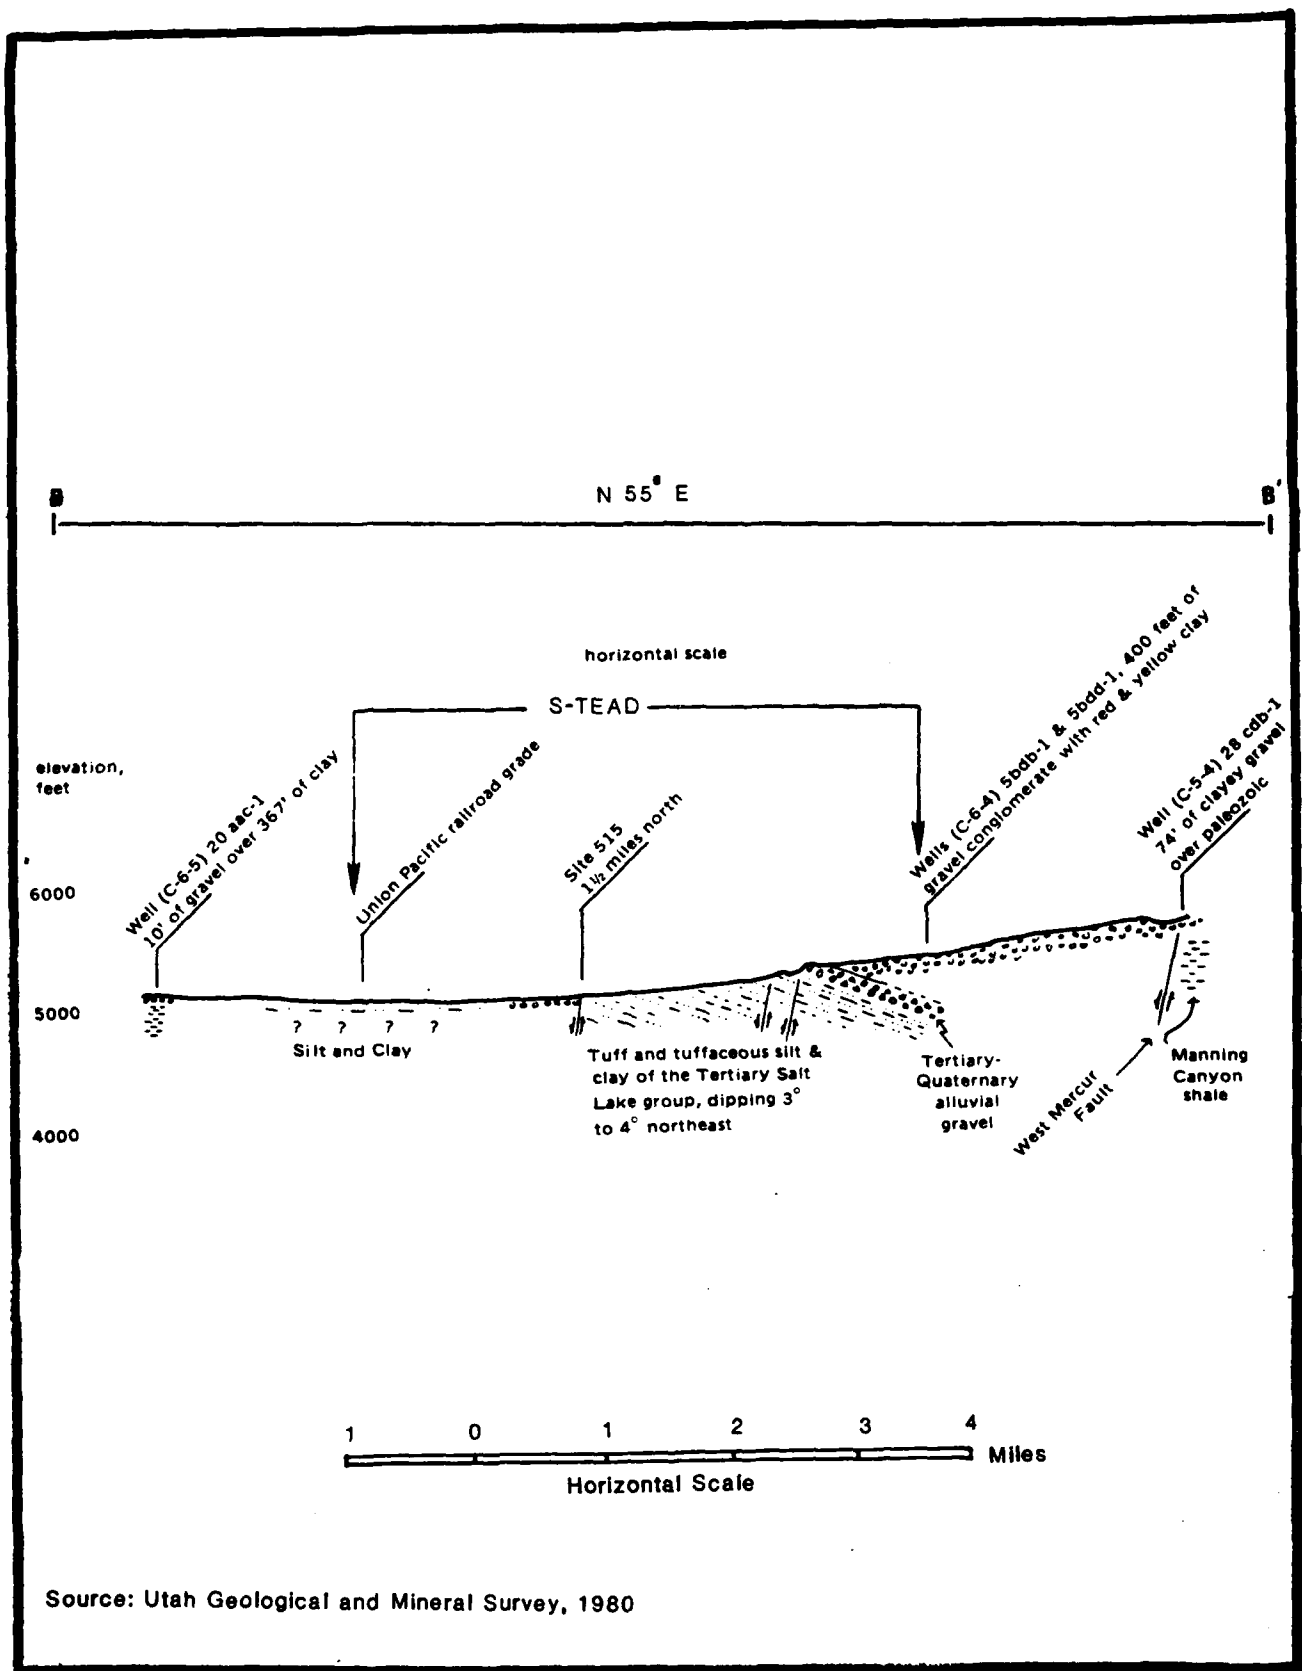 B
N 55° E
B'
horizontal scale
S-TEAD
elevation,
feet
6000
5000
4000
Well (C-6-5) 20 aac-1
10' of gravel over 367' of clay
Union Pacific railroad grade
Site 515
1½ miles north
Wells (C-6-4) 5bdb-1 & 5bdd-1, 400 feet of
gravel conglomerate with red & yellow clay
Well (C-5-4) 28 cdb-1
74' of clayey gravel
over paleozoic
? ? ? ?
Silt and Clay
Tuff and tuffaceous silt &
clay of the Tertiary Salt
Lake group, dipping 3°
to 4° northeast
Tertiary-
Quaternary
alluvial
gravel
West Mercur
Fault
Manning
Canyon
shale
1 0 1 2 3 4
Miles
Horizontal Scale
Source: Utah Geological and Mineral Survey, 1980